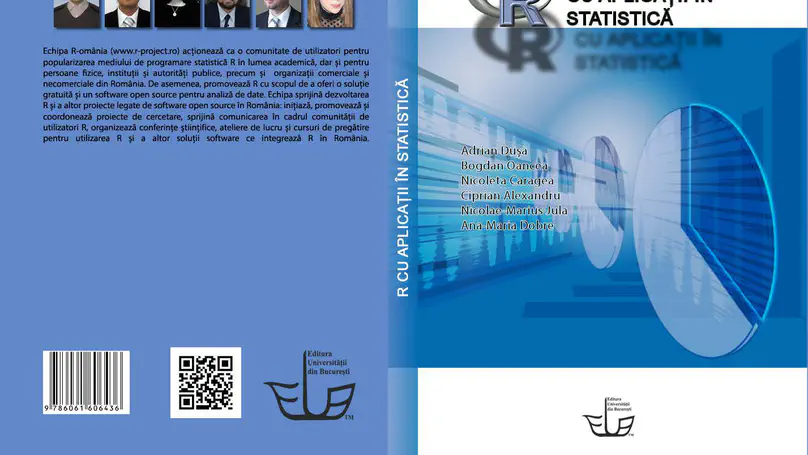 Echipa R-omânia (www.r-project.ro) acționează ca o comunitate de utilizatori pentru
popularizarea mediului de programare statistică R în lumea academică, dar și pentru
persoane fizice, instituții și autorități publice, precum și organizații comerciale și
necomerciale din România. De asemenea, promovează R cu scopul de a oferi o soluție
gratuită și un software open source pentru analiză de date. Echipa sprijină dezvoltarea
R și a altor proiecte legate de software open source în România: inițiază, promovează și
coordonează proiecte de cercetare, sprijină comunicarea în cadrul comunității de
utilizatori R, organizează conferințe științifice, ateliere de lucru și cursuri de pregătire
pentru utilizarea R și a altor soluții software ce integrează R în România.
9 786061 606436
Editura
Universității
din București
TM
R CU APLICAȚII ÎN STATISTICĂ
R
CU APLICAȚII ÎN
STATISTICĂ
CU APLICAȚII ÎN
STATISTICĂ
Adrian Dușa
Bogdan Oancea
Nicoleta Caragea
Ciprian Alexandru
Nicolae-Marius Jula
Ana-Maria Dobre
Editura
Universității
din București
TM